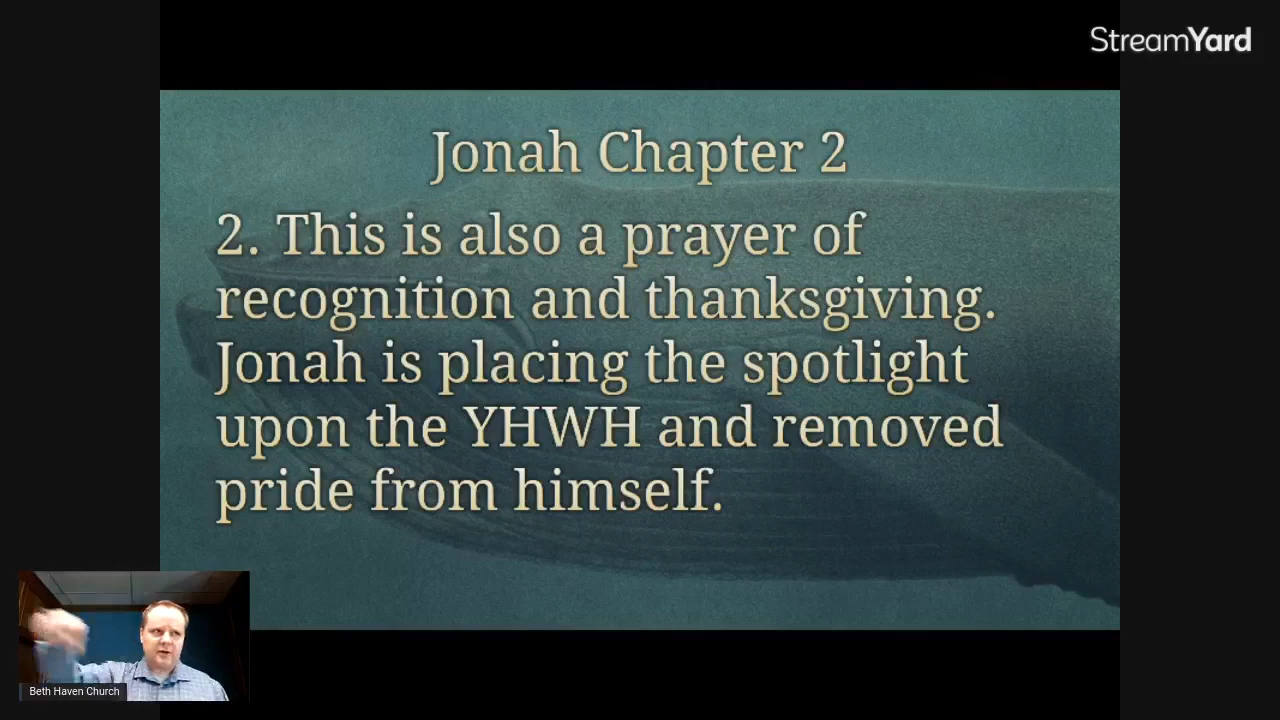 StreamYard
Jonah Chapter 2
2. This is also a prayer of
recognition and thanksgiving.
Jonah is placing the spotlight
upon the YHWH and removed
pride from himself.
Beth Haven Church